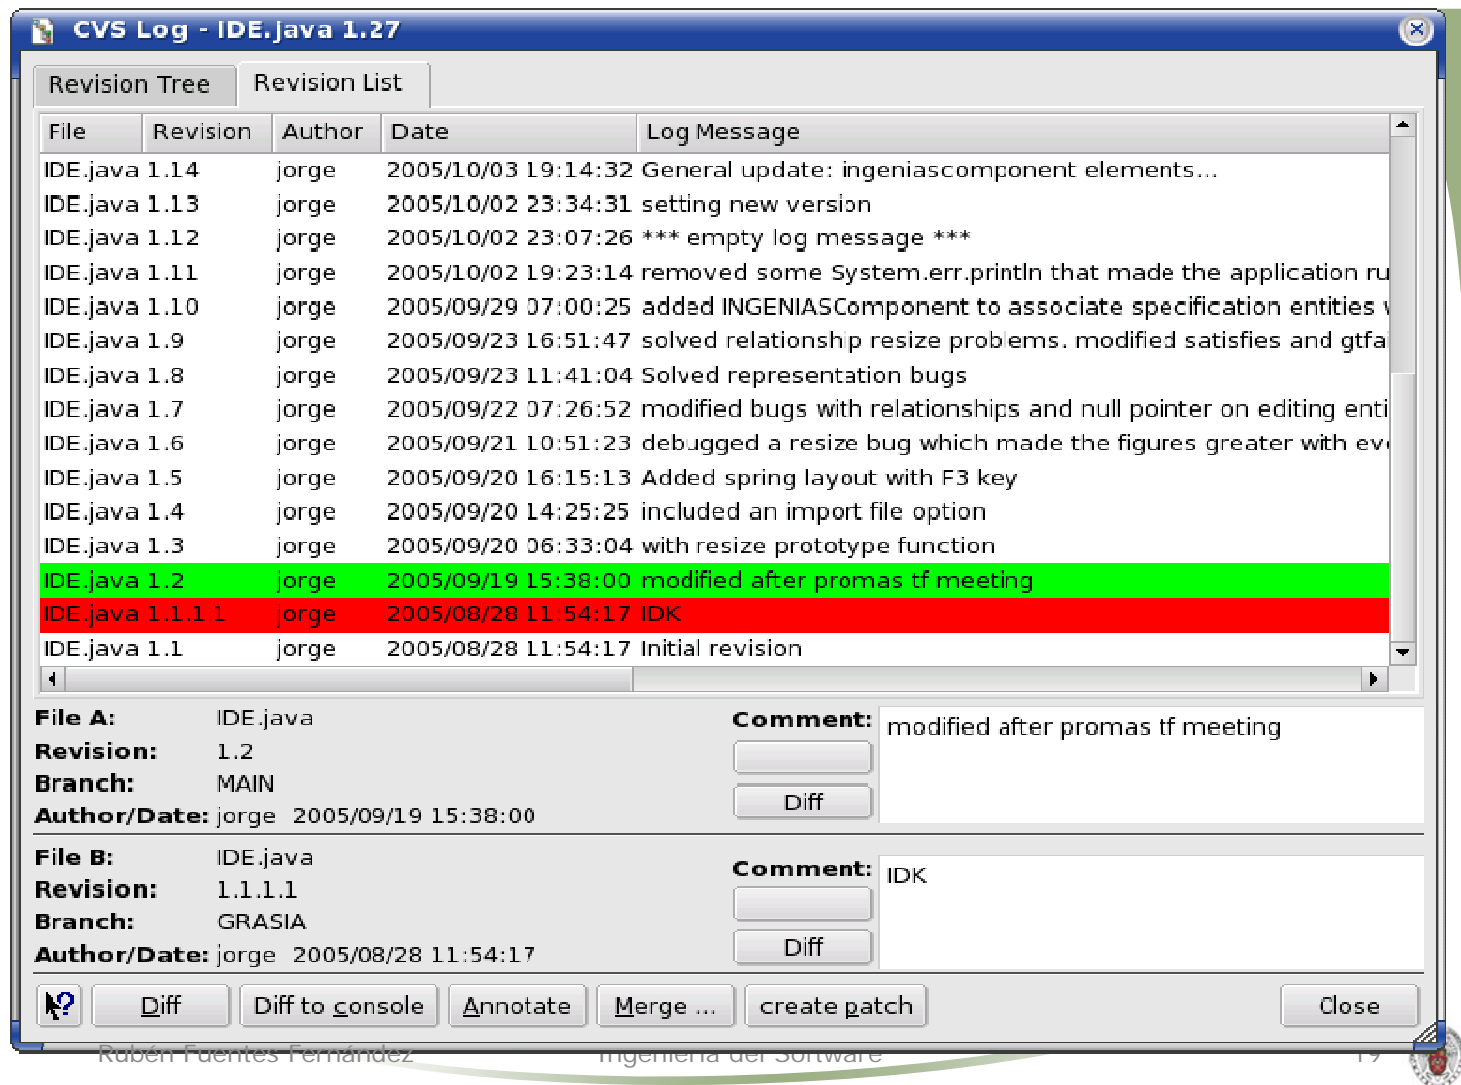 CVS Log - IDE.java 1.27
Revision Tree Revision List
File Revision Author Date Log Message
IDE.java 1.14 jorge 2005/10/03 19:14:32 General update: ingeniascomponent elements...
IDE.java 1.13 jorge 2005/10/02 23:34:31 setting new version
IDE.java 1.12 jorge 2005/10/02 23:07:26 *** empty log message ***
IDE.java 1.11 jorge 2005/10/02 19:23:14 removed some System.err.println that made the application ru
IDE.java 1.10 jorge 2005/09/29 07:00:25 added INGENIASComponent to associate specification entities
IDE.java 1.9 jorge 2005/09/23 16:51:47 solved relationship resize problems. modified satisfies and gtfai
IDE.java 1.8 jorge 2005/09/23 11:41:04 Solved representation bugs
IDE.java 1.7 jorge 2005/09/22 07:26:52 modified bugs with relationships and null pointer on editing enti
IDE.java 1.6 jorge 2005/09/21 10:51:23 debugged a resize bug which made the figures greater with eve
IDE.java 1.5 jorge 2005/09/20 16:15:13 Added spring layout with F3 key
IDE.java 1.4 jorge 2005/09/20 14:25:25 included an import file option
IDE.java 1.3 jorge 2005/09/20 06:33:04 with resize prototype function
IDE.java 1.2 jorge 2005/09/19 15:38:00 modified after promas tf meeting
IDE.java 1.1.1.1 jorge 2005/08/28 11:54:17 IDK
IDE.java 1.1 jorge 2005/08/28 11:54:17 Initial revision
File A: IDE.java Comment: modified after promas tf meeting
Revision: 1.2
Branch: MAIN
Diff
Author/Date: jorge 2005/09/19 15:38:00
File B: IDE.java Comment: IDK
Revision: 1.1.1.1
Branch: GRASIA
Diff
Author/Date: jorge 2005/08/28 11:54:17
Diff Diff to console Annotate Merge ... create patch Close
Rubén Fuentes Fernández Ingeniería del Software 19